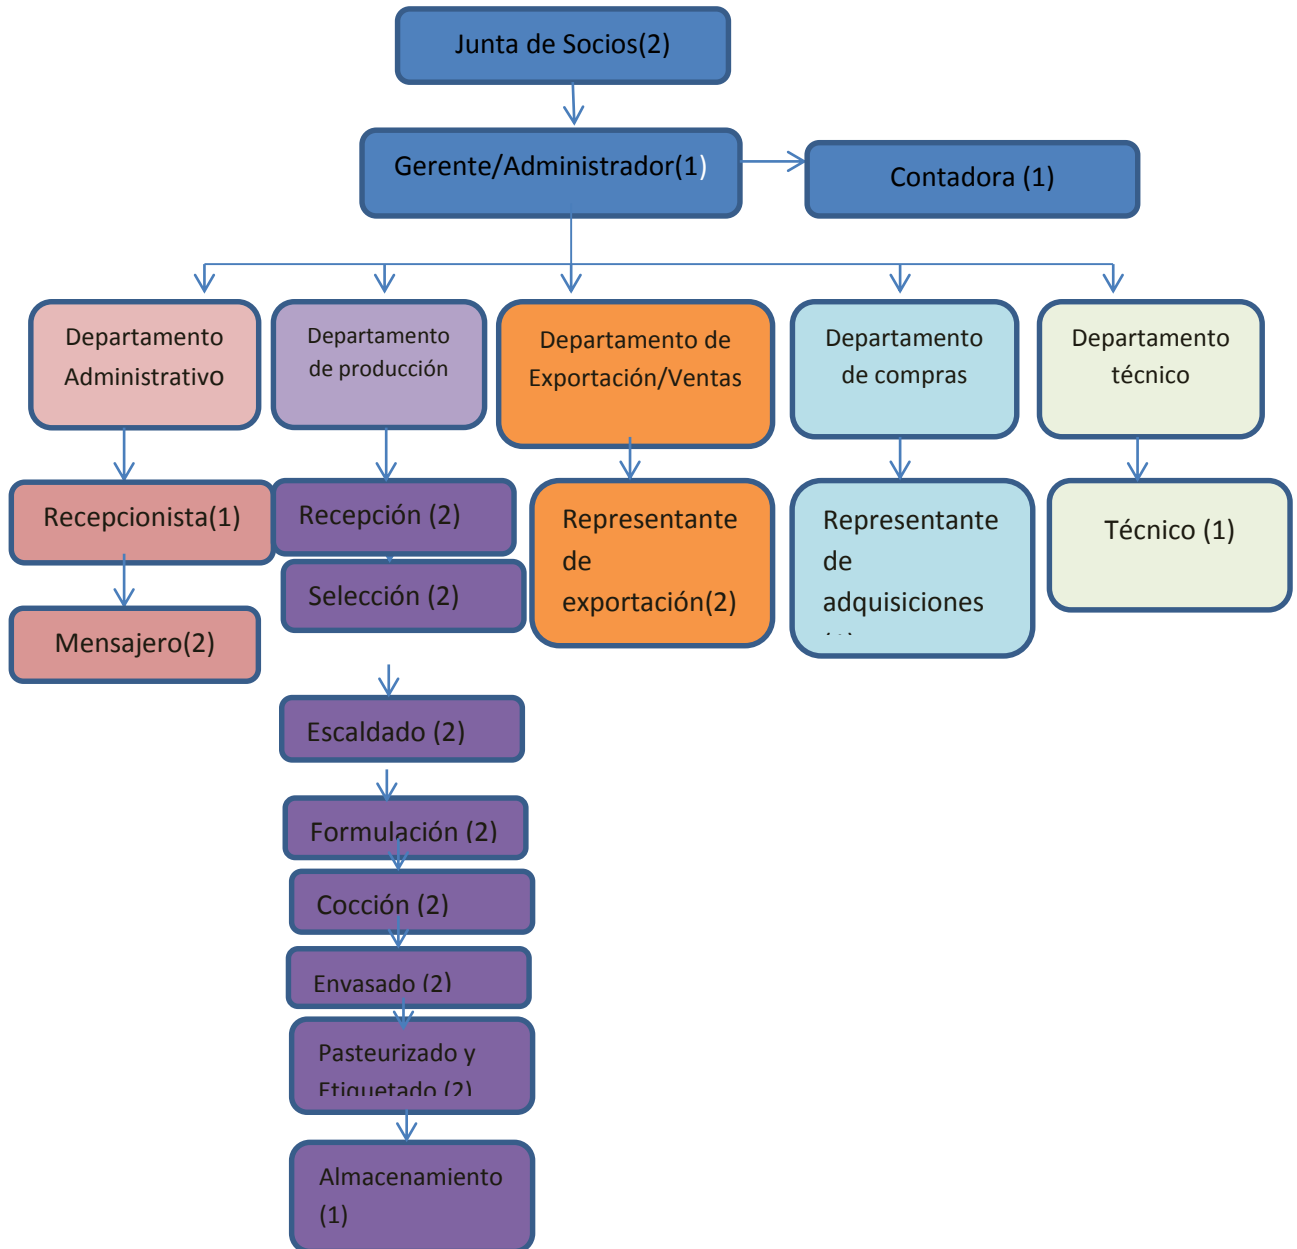 Junta de Socios(2)
Gerente/Administrador(1)
Contadora (1)
Departamento
Administrativo
Departamento
de producción
Departamento de
Exportación/Ventas
Departamento
de compras
Departamento
técnico
Recepcionista(1)
Recepción (2)
Representante
de
exportación(2)
Representante
de
adquisiciones
Técnico (1)
Selección (2)
Mensajero(2)
Escaldado (2)
Formulación (2)
Cocción (2)
Envasado (2)
Pasteurizado y
Etiquetado (2)
Almacenamiento
(1)